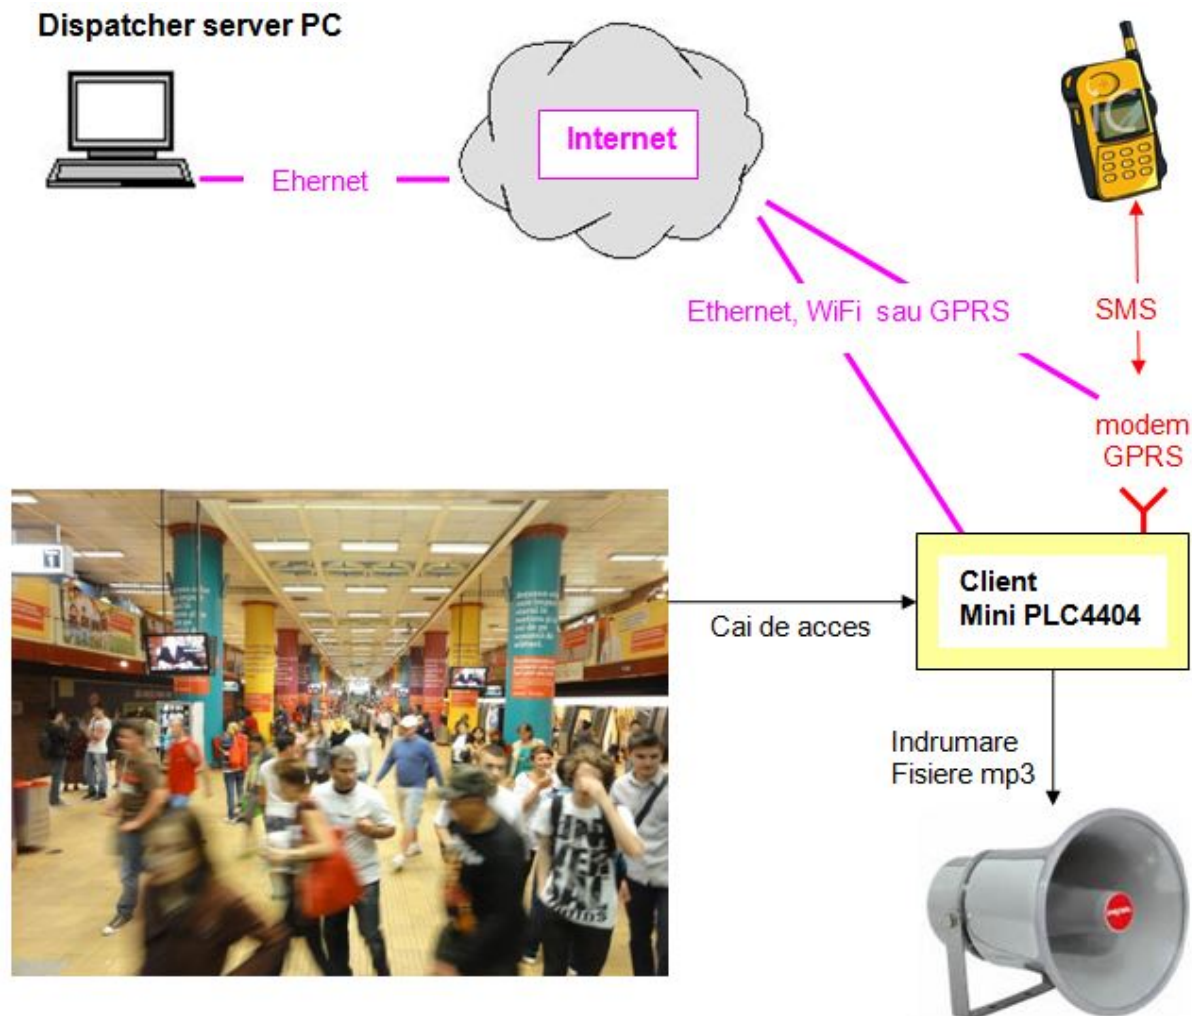 Dispatcher server PC
Internet
Ehernet
Ethernet, WiFi sau GPRS
SMS
modem
GPRS
Client
Mini PLC4404
Cai de acces
Indrumare
Fisiere mp3